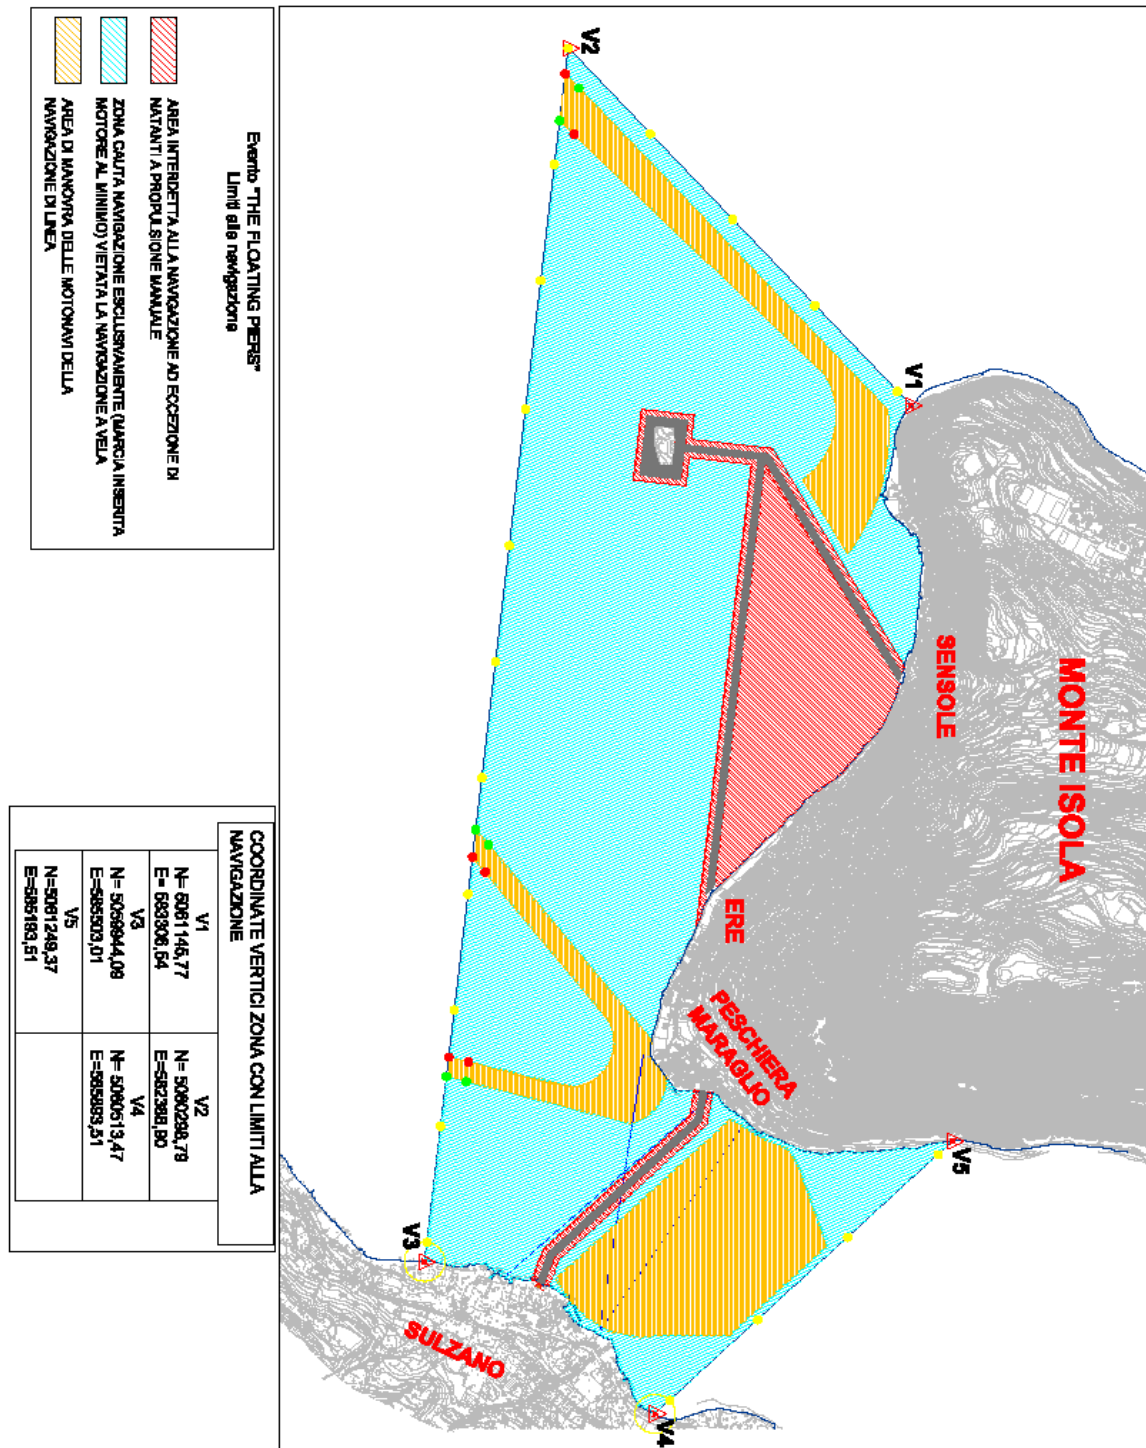 Evento "THE FLOATING PIERS"
Limiti alla navigazione
AREA INTERDETTA ALLA NAVIGAZIONE AD ECCEZIONE DI
NATANTI A PROPULSIONE MANUALE
ZONA CAUTA NAVIGAZIONE ESCLUSIVAMENTE (MARCIA INSERITA
MOTORE AL MINIMO) VIETATA LA NAVIGAZIONE A VELA
AREA DI MANOVRA DELLE MOTONAVI DELLA
NAVIGAZIONE DI LINEA
V2
V1
MONTE ISOLA
SENSOLE
ERE
PESCHIERA
MARAGLIO
V5
V3
SULZANO
V4
COORDINATE VERTICI ZONA CON LIMITI ALLA
NAVIGAZIONE
V1
N= 5061145,77
E= 583306,54
V2
N= 5060298,79
E=582368,90
V3
N= 5059944,09
E=585503,01
V4
N= 5060513,47
E=585883,51
V5
N=5061249,37
E=585183,51